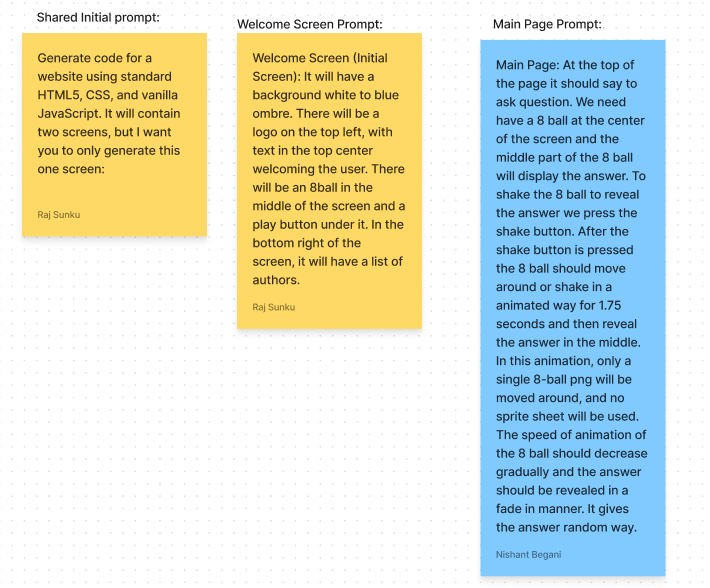 Shared Initial prompt:
Generate code for a
website using standard
HTML5, CSS, and vanilla
JavaScript. It will contain
two screens, but I want
you to only generate this
one screen:
Raj Sunku
Welcome Screen Prompt:
Welcome Screen (Initial
Screen): It will have a
background white to blue
ombre. There will be a
logo on the top left, with
text in the top center
welcoming the user. There
will be an 8ball in the
middle of the screen and a
play button under it. In the
bottom right of the
screen, it will have a list of
authors.
Raj Sunku
Main Page Prompt:
Main Page: At the top of
the page it should say to
ask question. We need
have a 8 ball at the center
of the screen and the
middle part of the 8 ball
will display the answer. To
shake the 8 ball to reveal
the answer we press the
shake button. After the
shake button is pressed
the 8 ball should move
around or shake in a
animated way for 1.75
seconds and then reveal
the answer in the middle.
In this animation, only a
single 8-ball png will be
moved around, and no
sprite sheet will be used.
The speed of animation of
the 8 ball should decrease
gradually and the answer
should be revealed in a
fade in manner. It gives
the answer random way.
Nishant Begani